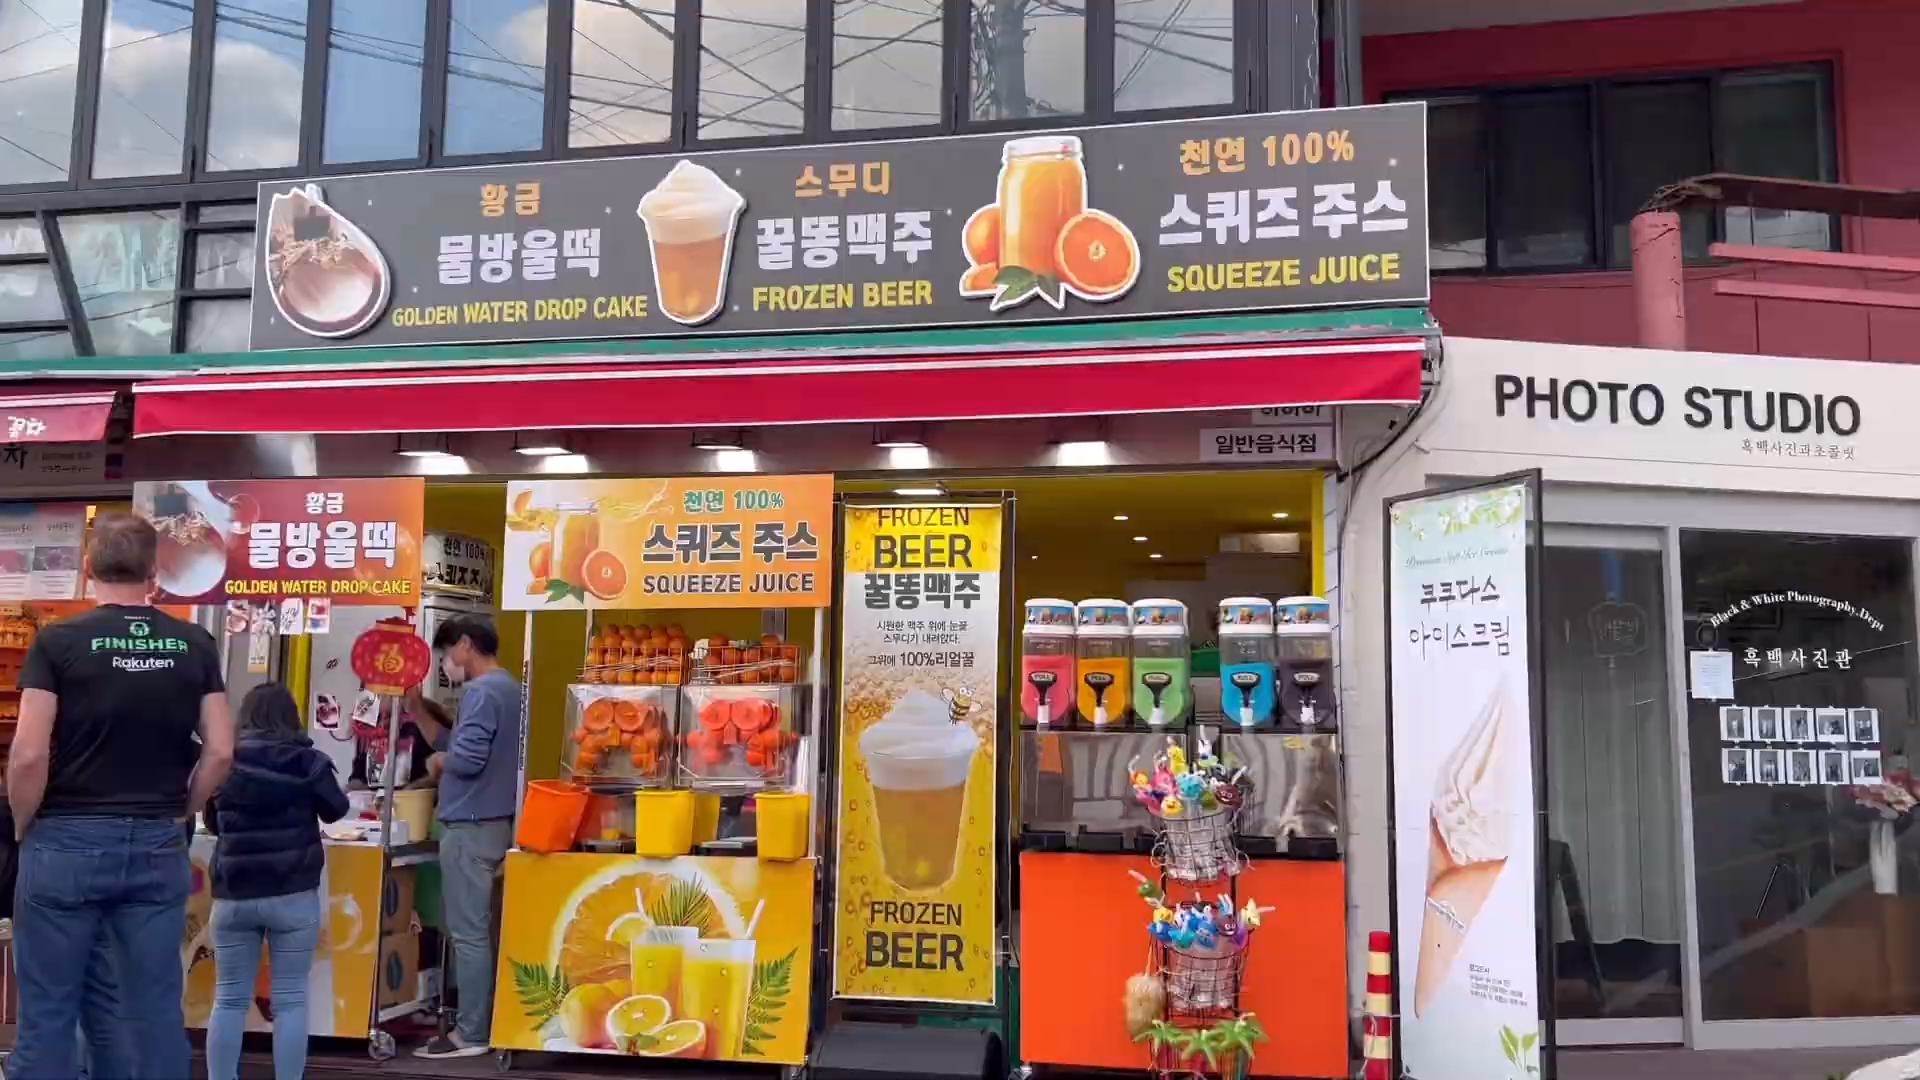 황금
물방울떡
GOLDEN WATER DROP CAKE
스무디
꿀똥맥주
FROZEN BEER
천연 100%
스퀴즈 주스
SQUEEZE JUICE
PHOTO STUDIO
흑백사진과초콜릿
일반음식점
황금
물방울떡
GOLDEN WATER DROP CAKE
천연 100%
스퀴즈 주스
SQUEEZE JUICE
천연 100%
FROZEN
BEER
꿀똥맥주
시원한 맥주 위에 눈꽃
스무디가 내려앉다.
그위에 100%리얼꿀
FROZEN
BEER
쿠쿠다스
아이스크림
Black & White Photography.Dept
흑백사진관
FINISHER
Rakuten
福